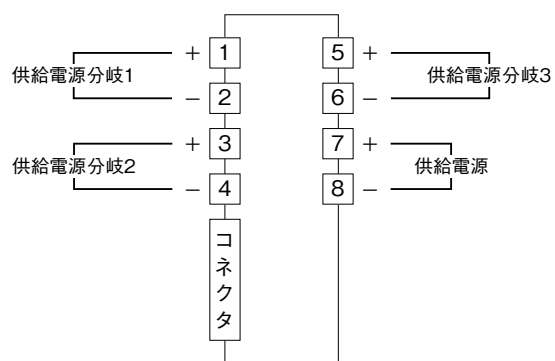 + 1
供給電源分岐1
− 2
+ 3
供給電源分岐2
− 4
コネクタ
5 +
供給電源分岐3
6 −
7 +
供給電源
8 −